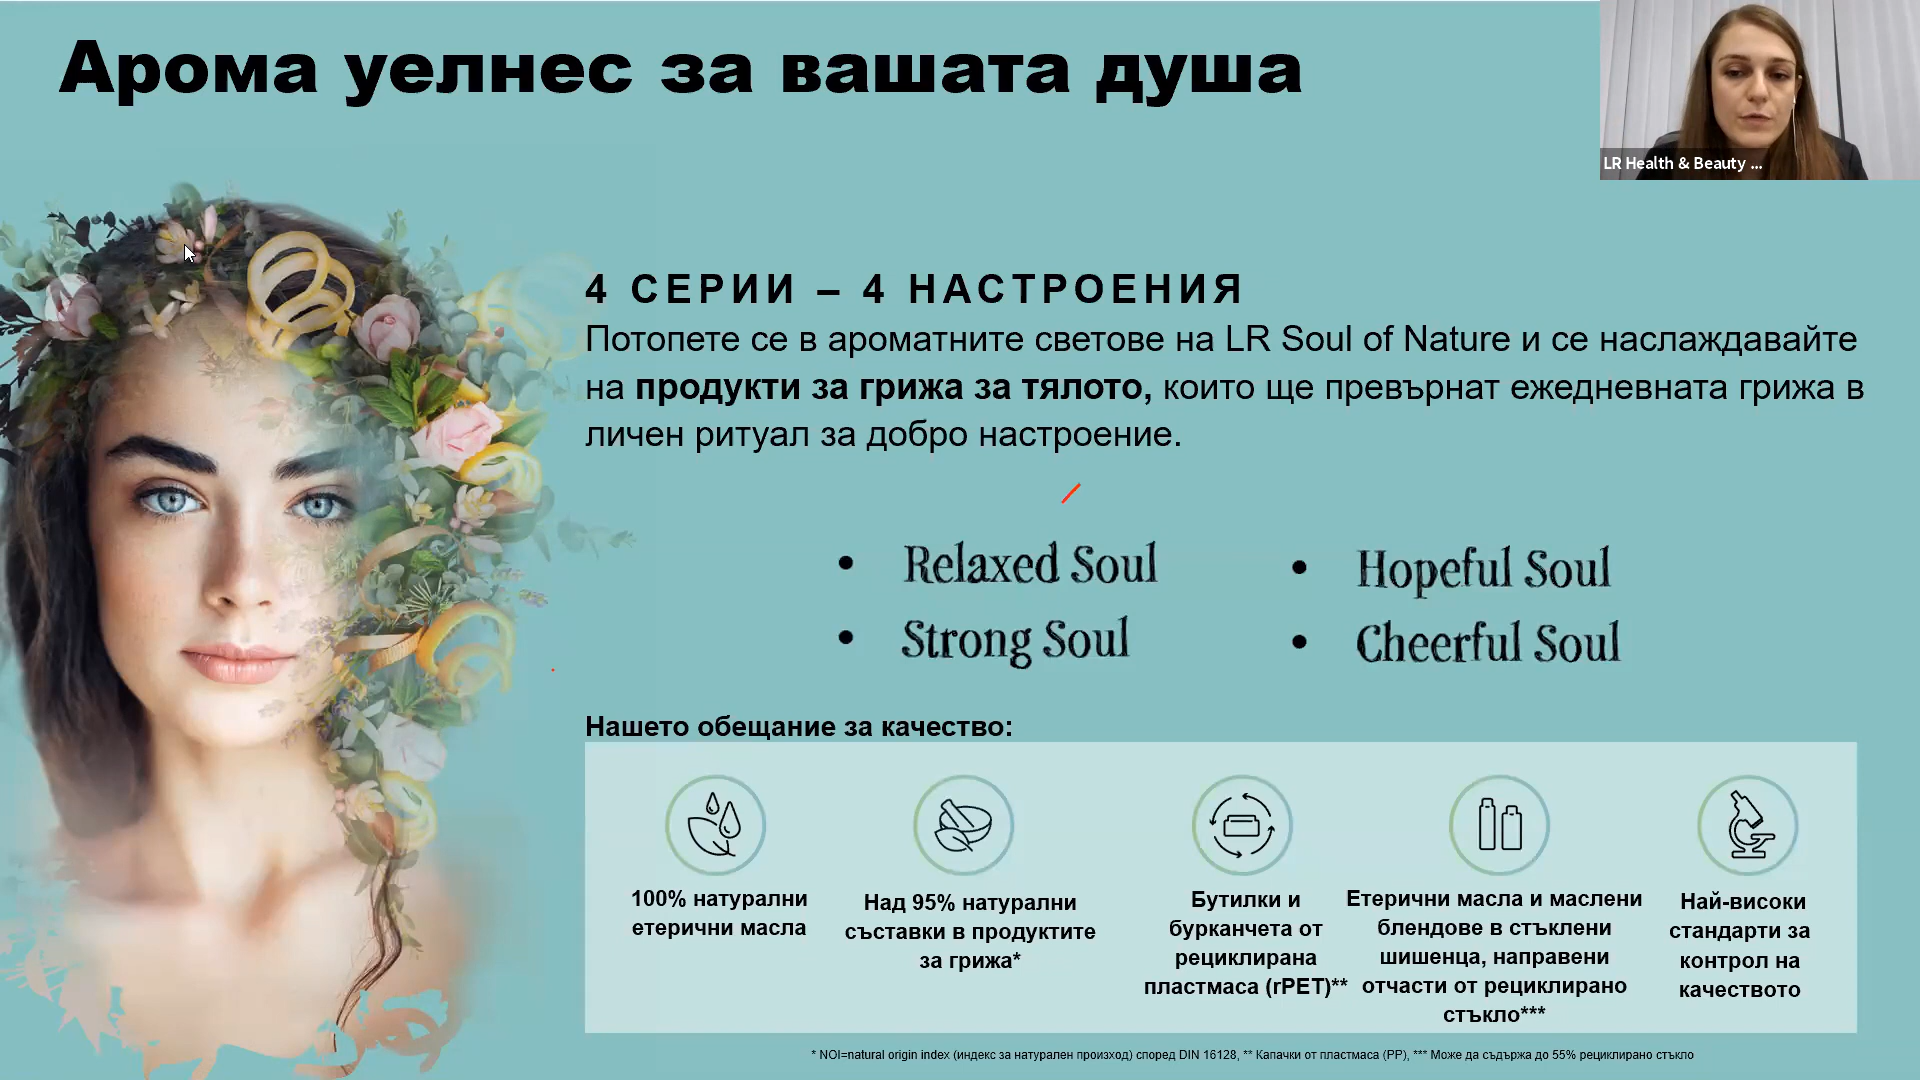 Арома уелнес за вашата душа
LR Health & Beauty ...
4 СЕРИИ – 4 НАСТРОЕНИЯ
Потопете се в ароматните светове на LR Soul of Nature и се наслаждавайте
на продукти за грижа за тялото, които ще превърнат ежедневната грижа в
личен ритуал за добро настроение.
• Relaxed Soul
• Hopeful Soul
• Strong Soul
• Cheerful Soul
Нашето обещание за качество:
100% натурални
етерични масла
Над 95% натурални
съставки в продуктите
за грижа*
Бутилки и
бурканчета от
рециклирана
пластмаса (rPET)**
Етерични масла и маслени
блендове в стъклени
шишенца, направени
отчасти от рециклирано
стъкло***
Най-високи
стандарти за
контрол на
качеството
* NOI=natural origin index (индекс за натурален произход) според DIN 16128, ** Капачки от пластмаса (PP), *** Може да съдържа до 55% рециклирано стъкло